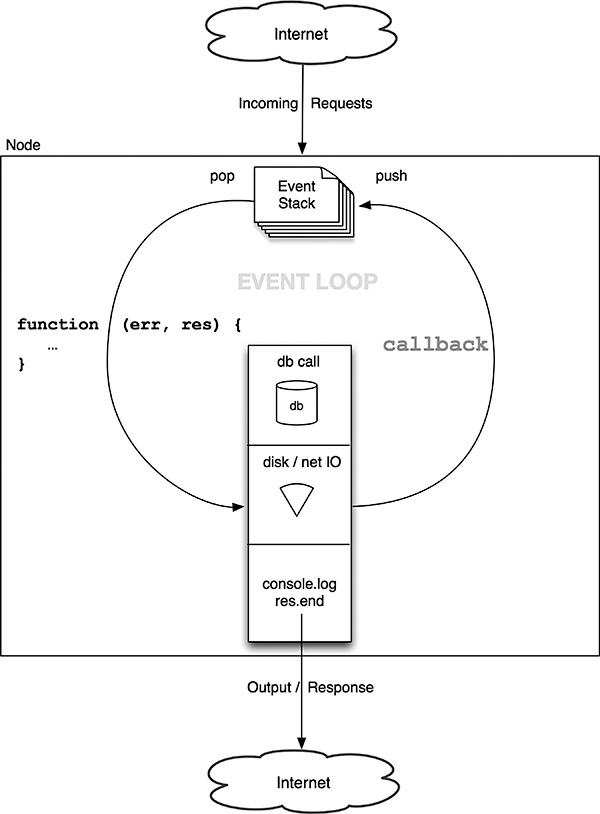 Internet
Incoming Requests
Node
pop
push
Event
Stack
EVENT LOOP
function (err, res) {
...
}
callback
db call
db
disk / net IO
console.log
res.end
Output / Response
Internet